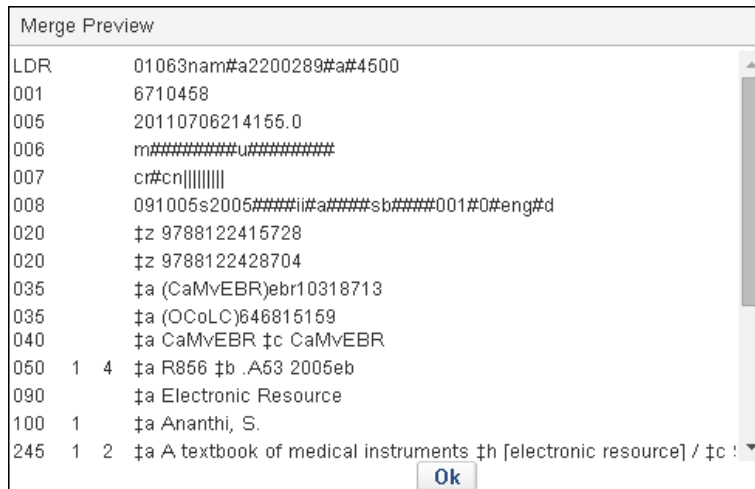 Merge Preview
LDR 01063nam#a2200289#a#4500
001 6710458
005 20110706214155.0
006 m########u########
007 cr#cn|||||||||
008 091005s2005####ii#a####sb####001#0#eng#d
020 ‡z 9788122415728
020 ‡z 9788122428704
035 ‡a (CaMvEBR)ebr10318713
035 ‡a (OCoLC)646815159
040 ‡a CaMvEBR ‡c CaMvEBR
050 1 4 ‡a R856 ‡b .A53 2005eb
090 ‡a Electronic Resource
100 1 ‡a Ananthi, S.
245 1 2 ‡a A textbook of medical instruments ‡h [electronic resource] / ‡c
Ok